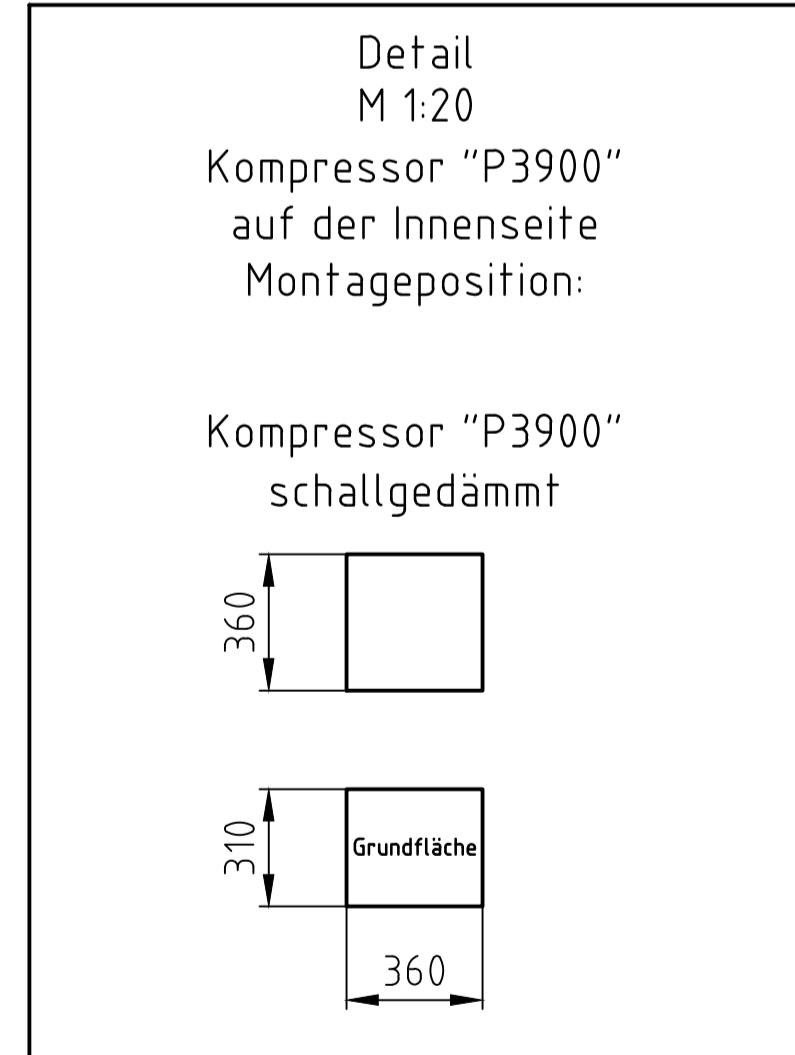 Detail
M 1:20
Kompressor "P3900"
auf der Innenseite
Montageposition:
Kompressor "P3900"
schallgedämmt
360
310
Grundfläche
360